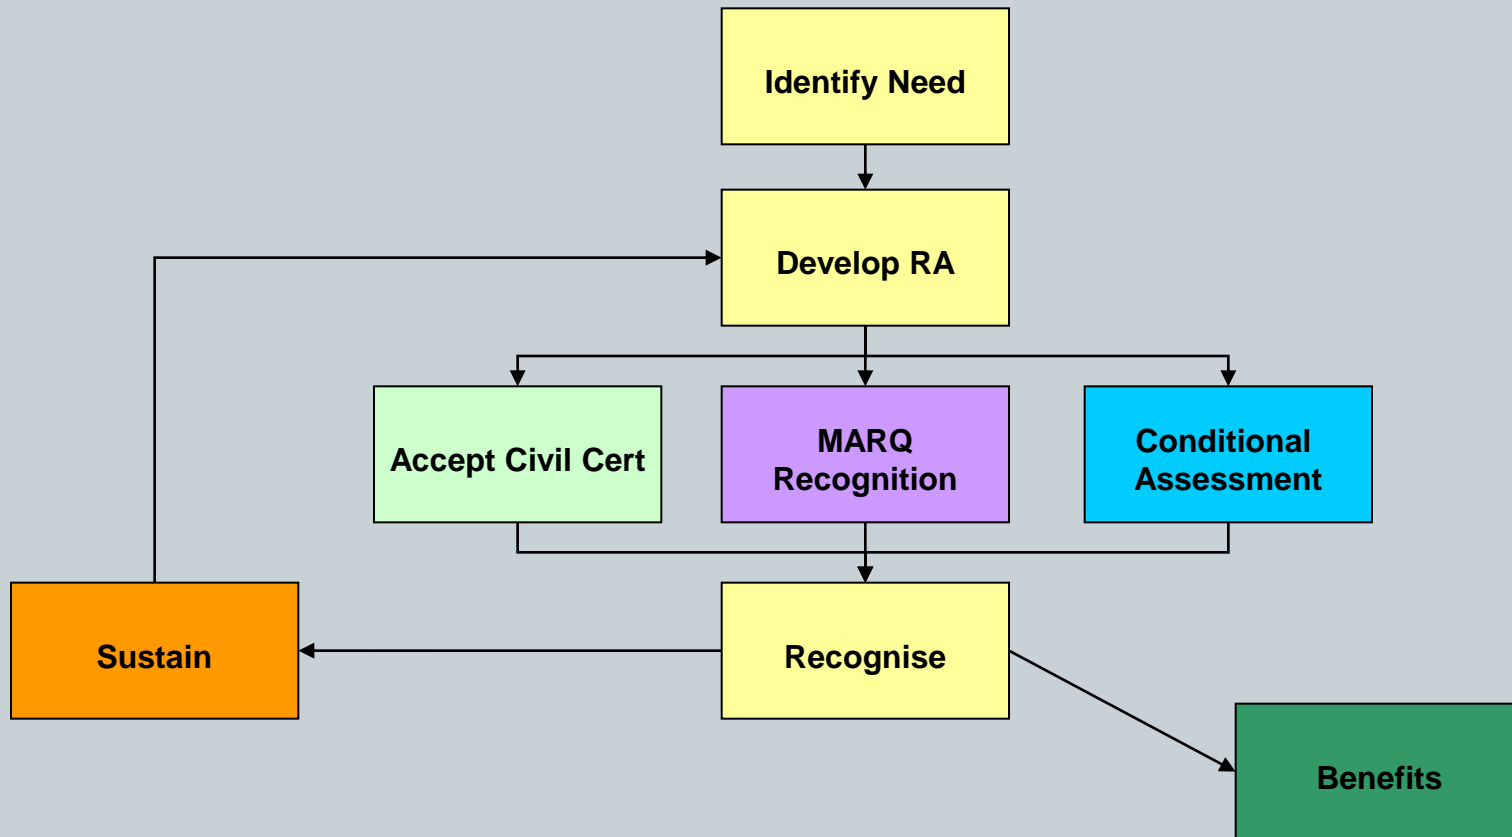 Identify Need
Develop RA
Accept Civil Cert
MARQ
Recognition
Conditional
Assessment
Sustain
Recognise
Benefits